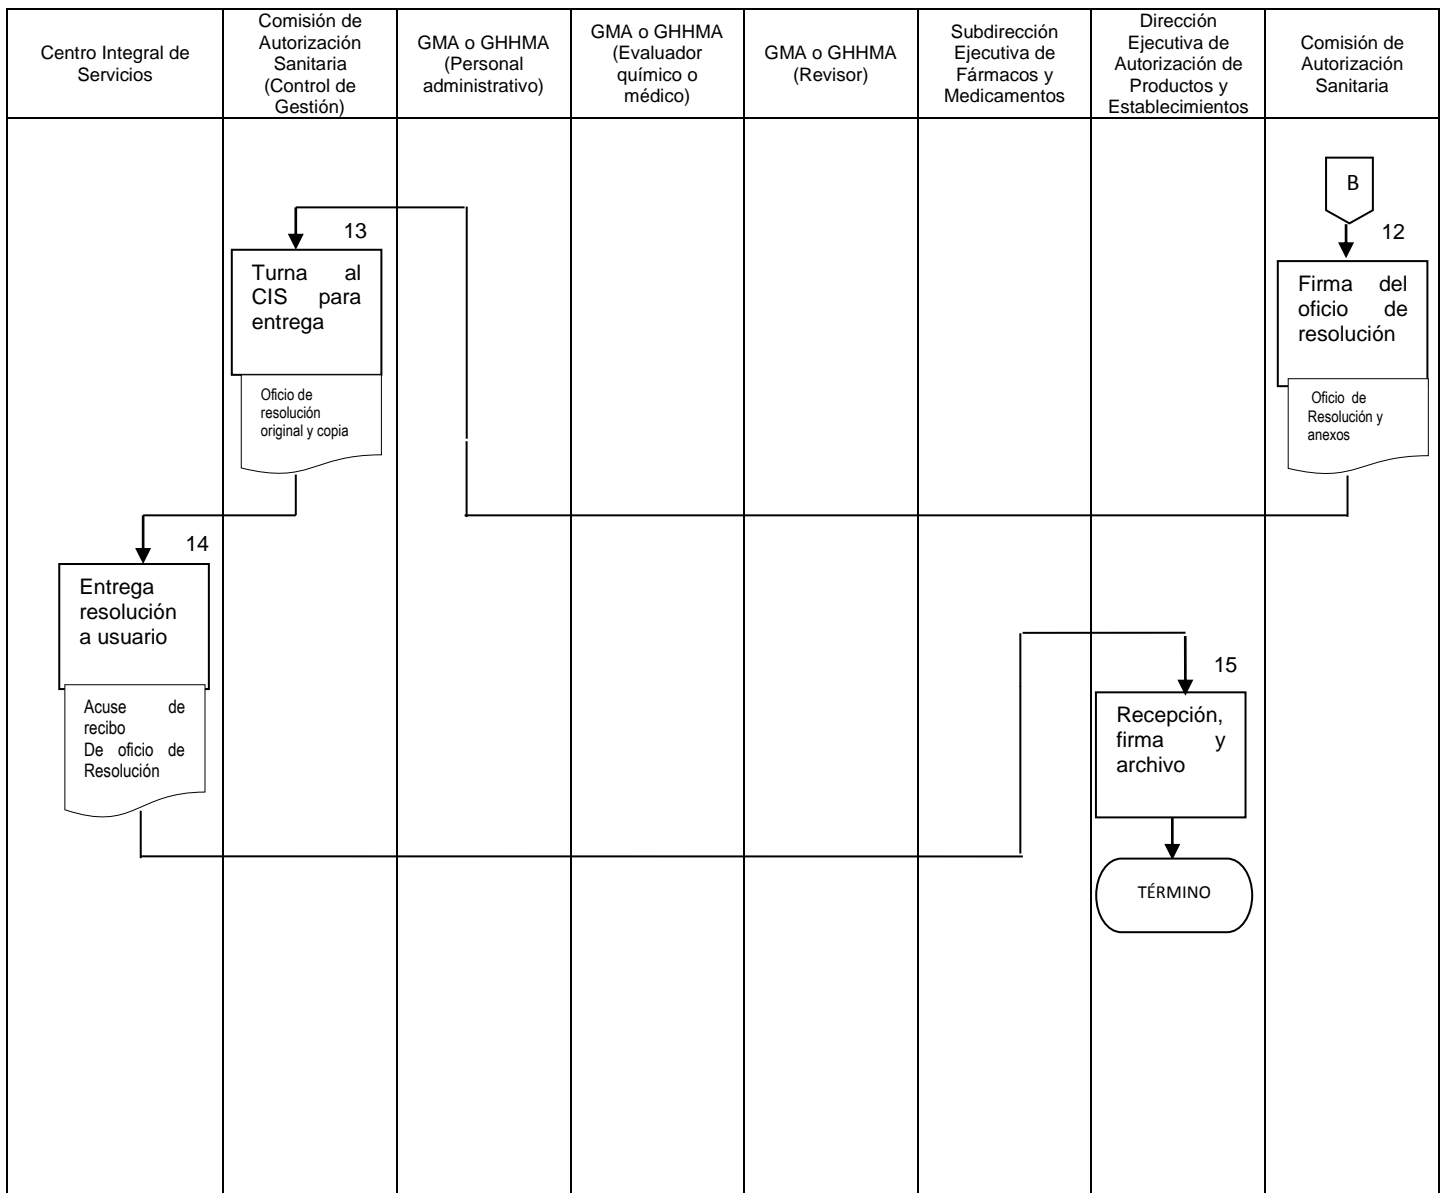 Centro Integral de
Servicios
Comisión de
Autorización
Sanitaria
(Control de
Gestión)
GMA o GHHMA
(Personal
administrativo)
GMA o GHHMA
(Evaluador
químico o
médico)
GMA o GHHMA
(Revisor)
Subdirección
Ejecutiva de
Fármacos y
Medicamentos
Dirección
Ejecutiva de
Autorización de
Productos y
Establecimientos
Comisión de
Autorización
Sanitaria
B
12
Firma del
oficio de
resolución
Oficio de
Resolución y
anexos
13
Turna al
CIS para
entrega
Oficio de
resolución
original y copia
14
Entrega
resolución
a usuario
Acuse de
recibo
De oficio de
Resolución
15
Recepción,
firma y
archivo
TÉRMINO